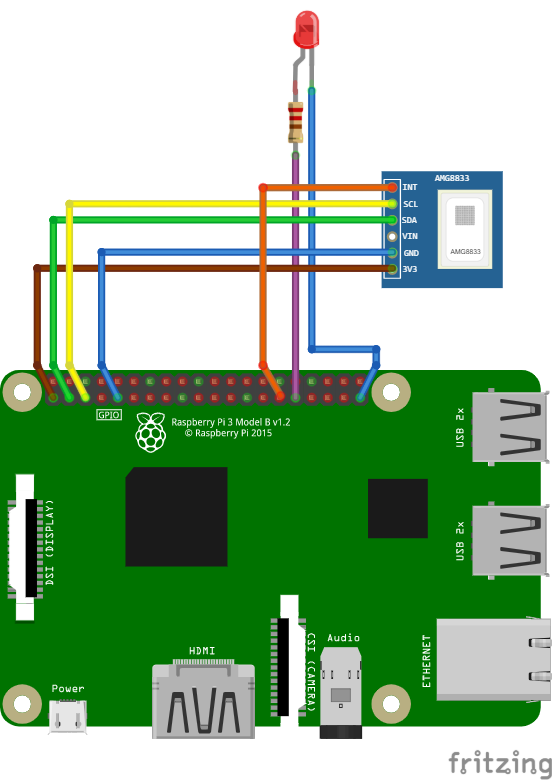 AMG8833
INT
SCL
SDA
VIN
GND
3V3
AMG8833
GPIO
Raspberry Pi 3 Model B v1.2
© Raspberry Pi 2015
USB 2x
USB 2x
DSI (DISPLAY)
CSI (CAMERA)
HDMI
Audio
ETHERNET
Power
fritzing